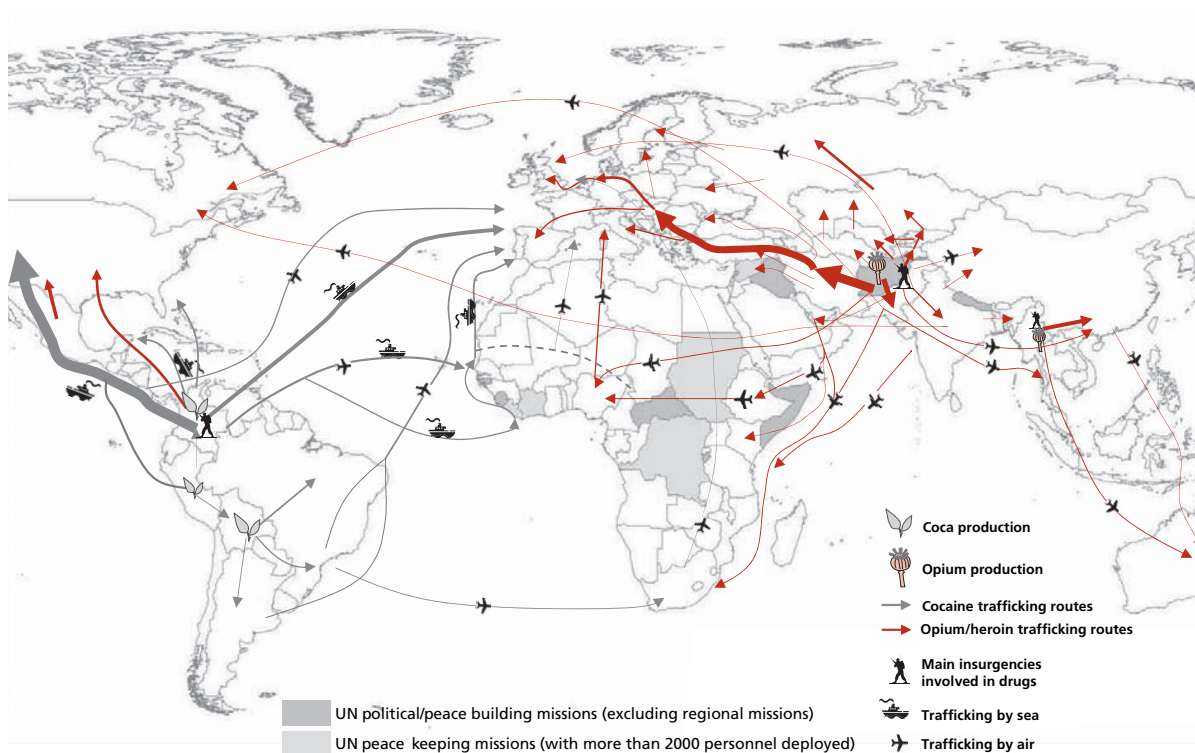 Coca production
Opium production
Cocaine trafficking routes
Opium/heroin trafficking routes
Main insurgencies
involved in drugs
Trafficking by sea
Trafficking by air
UN political/peace building missions (excluding regional missions)
UN peace keeping missions (with more than 2000 personnel deployed)